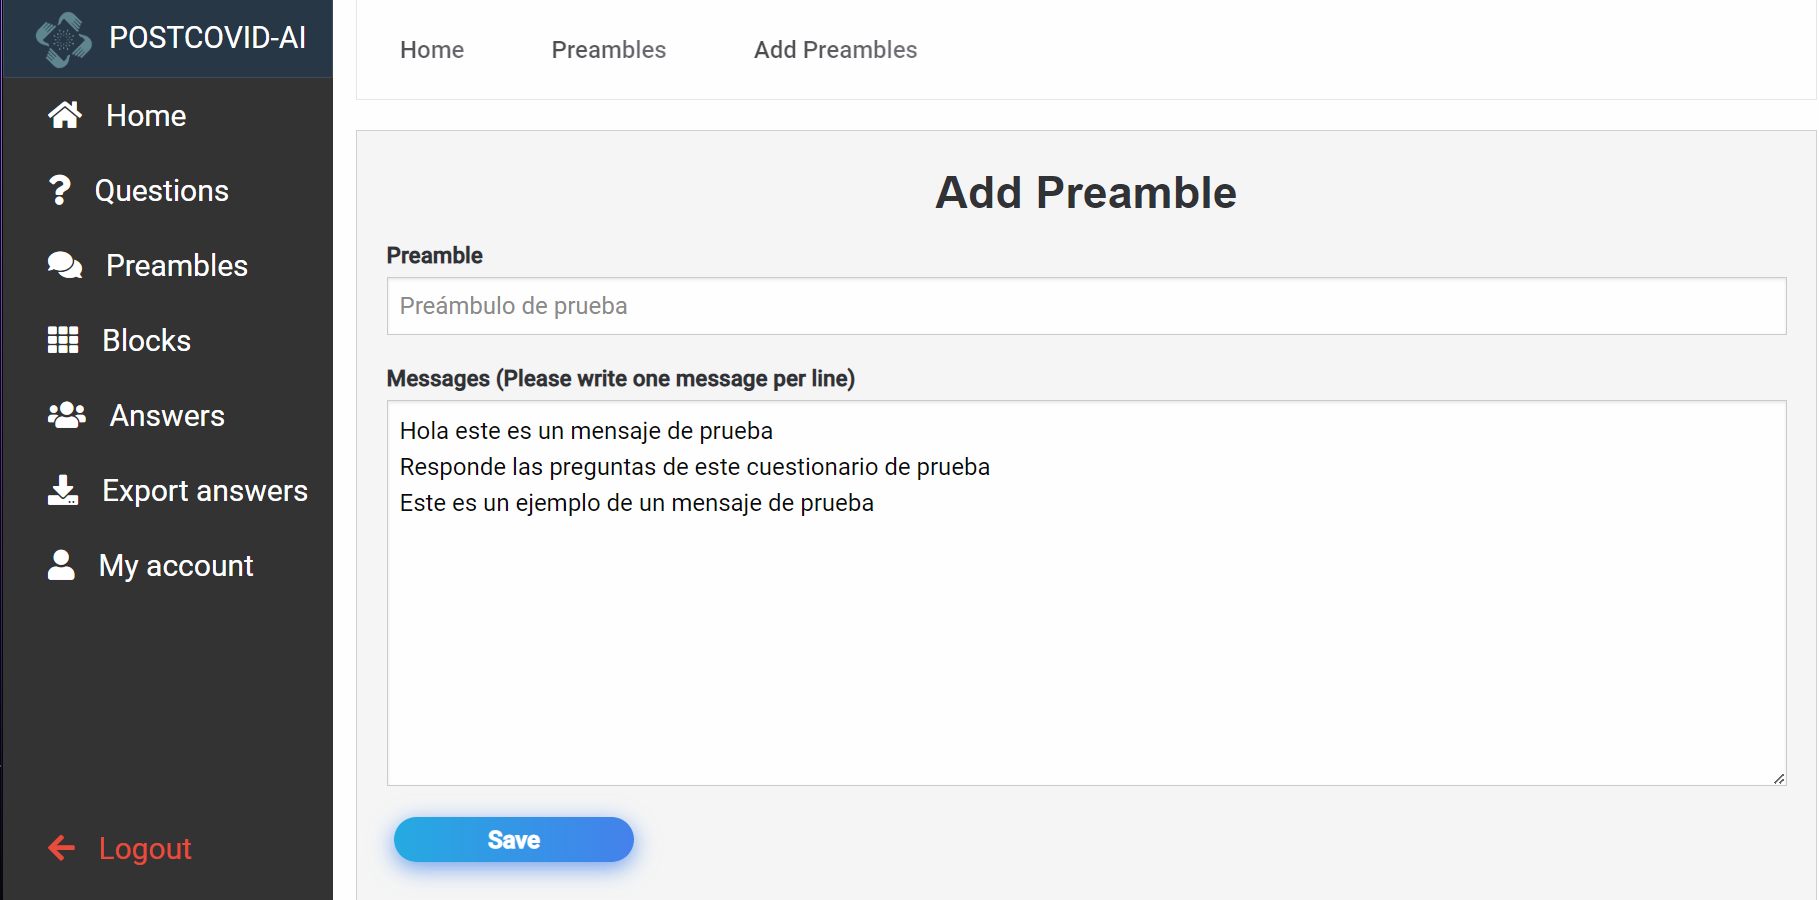 POSTCOVID-AI
Home
Questions
Preambles
Blocks
Answers
Export answers
My account
Logout
Home Preambles Add Preambles
Add Preamble
Preamble
Preámbulo de prueba
Messages (Please write one message per line)
Hola este es un mensaje de prueba
Responde las preguntas de este cuestionario de prueba
Este es un ejemplo de un mensaje de prueba
Save